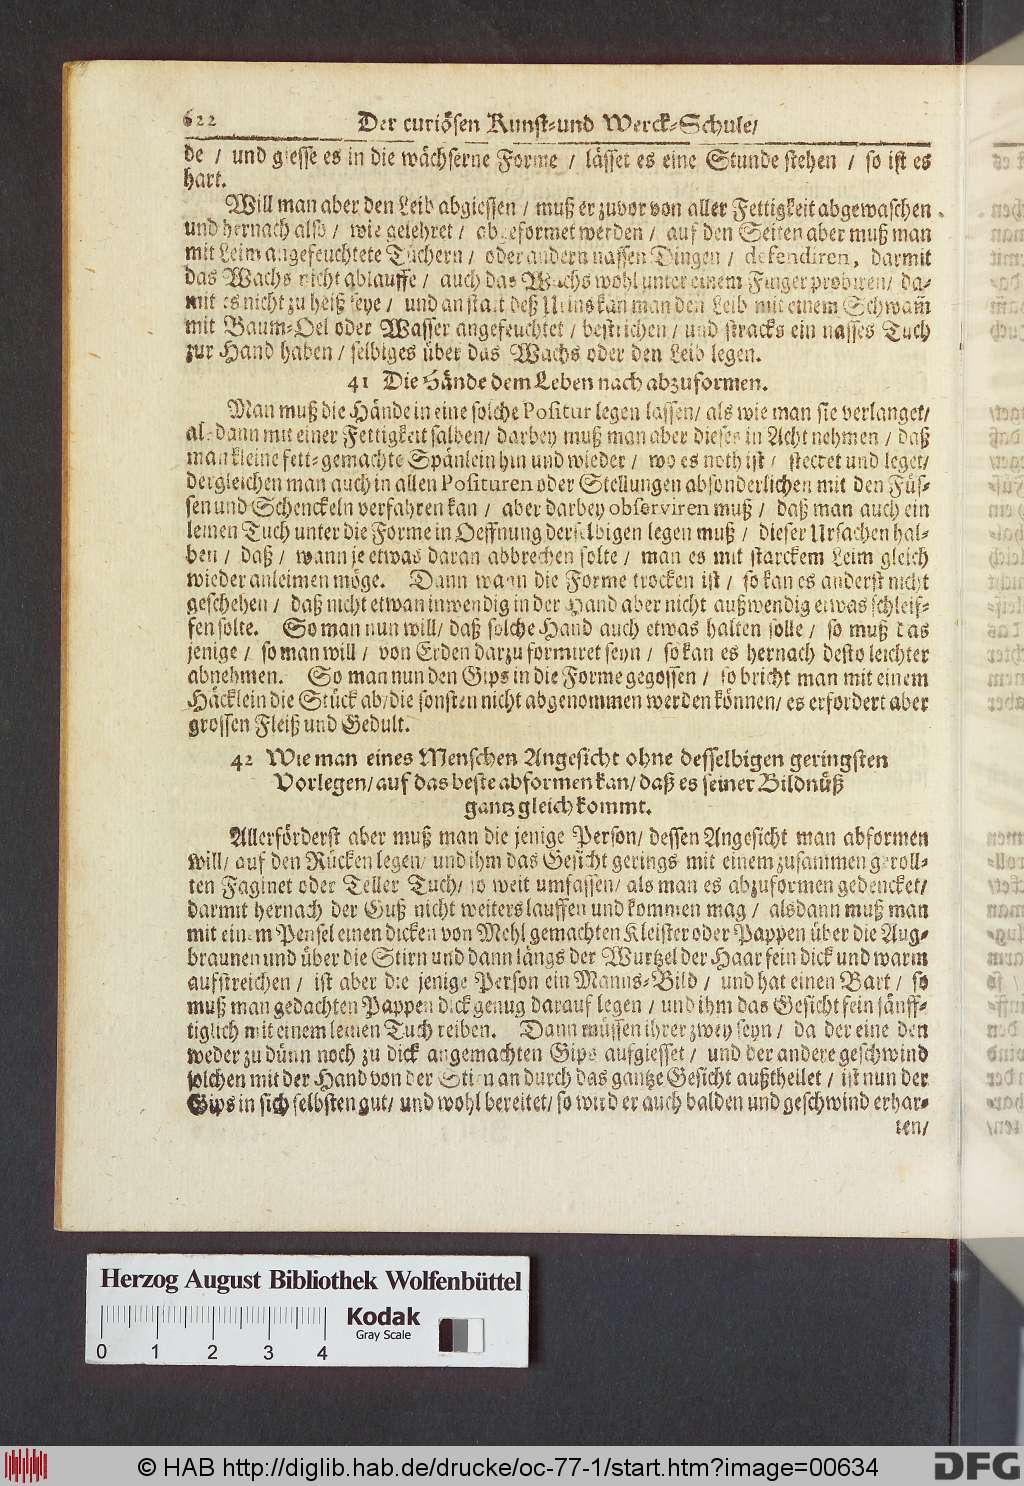 622
Der curiösen Kunst-und Werck-Schule/
de / und giesse es in die wächserne Forme / lässet es eine Stunde stehen / so ist es
hart.
Will man aber den Leib abgiessen / muß er zuvor von aller Fettigkeit abgewaschen
und hernach also / wie gelehret / abgeformet werden / auf den Seiten aber muß man
mit Leim angefeuchtete Tüchern / oder andern nassen Dingen / defendiren, darmit
das Wachs nicht ablauffe / auch das Wachs wohl unter einem Finger probiren / da-
mit es nicht zu heiß seye / und an statt deß Urins kan man den Leib mit einem Schwam̃
mit Baum-Oel oder Wasser angefeuchtet / bestrichen / und stracks ein nasses Tuch
zur Hand haben / selbiges über das Wachs oder den Leib legen.
41 Die Hände dem Leben nach abzuformen.
Man muß die Hände in eine solche Positur legen lassen / als wie man sie verlanget /
alsdann mit einer Fettigkeit salben / darbey muß man aber dieses in Acht nehmen / daß
man kleine fett-gemachte Spänlein hin und wieder / wo es noth ist / stecket und leget /
dergleichen man auch in allen Posituren oder Stellungen absonderlichen mit den Füs-
sen und Schenckeln verfahren kan / aber darbey observiren muß / daß man auch ein
leinen Tuch unter die Forme in Oeffnung derselbigen legen muß / dieser Ursachen hal-
ben / daß / wann je etwas daran abbrechen solte / man es mit starckem Leim gleich
wieder anleimen möge. Dann wann die Forme trocken ist / so kan es anderst nicht
geschehen / daß nicht etwan inwendig in der Hand aber nicht außwendig etwas schleif-
fen solte. So man nun will / daß solche Hand auch etwas halten solle / so muß das
jenige / so man will / von Erden darzu formiret seyn / so kan es hernach desto leichter
abnehmen. So man nun den Gips in die Forme gegossen / so bricht man mit einem
Häcklein die Stück ab / die sonsten nicht abgenommen werden können / es erfordert aber
grossen Fleiß und Gedult.
42 Wie man eines Menschen Angesicht ohne desselbigen geringsten
Vorlegen / auf das beste abformen kan / daß es seiner Bildnüß
gantz gleich kommt.
Allerförderst aber muß man die jenige Person / dessen Angesicht man abformen
will / auf den Rücken legen / und ihm das Gesicht gerings mit einem zusammen geroll-
ten Faginet oder Teller Tuch / so weit umfassen / als man es abzuformen gedencket /
darmit hernach der Guß nicht weiters lauffen und kommen mag / alsdann muß man
mit einem Pensel einen dicken von Mehl gemachten Kleister oder Pappen über die Aug-
braunen und über die Stirn und dann längs der Wurtzel der Haar fein dick und warm
aufstreichen / ist aber die jenige Person ein Manns-Bild / und hat einen Bart / so
muß man gedachten Pappen dick genug darauf legen / und ihm das Gesicht fein sänff-
tiglich mit einem leinen Tuch reiben. Dann müssen ihrer zwey seyn / da der eine den
weder zu dünn noch zu dick angemachten Gips aufgiesset / und der andere geschwind
solchen mit der Hand von der Stirn an durch das gantze Gesicht außtheilet / ist nun der
Gips in sich selbsten gut / und wohl bereitet / so wird er auch balden und geschwind erhar-
ten /
Herzog August Bibliothek Wolfenbüttel
Kodak
Gray Scale
0 1 2 3 4
© HAB http://diglib.hab.de/drucke/oc-77-1/start.htm?image=00634
DFG